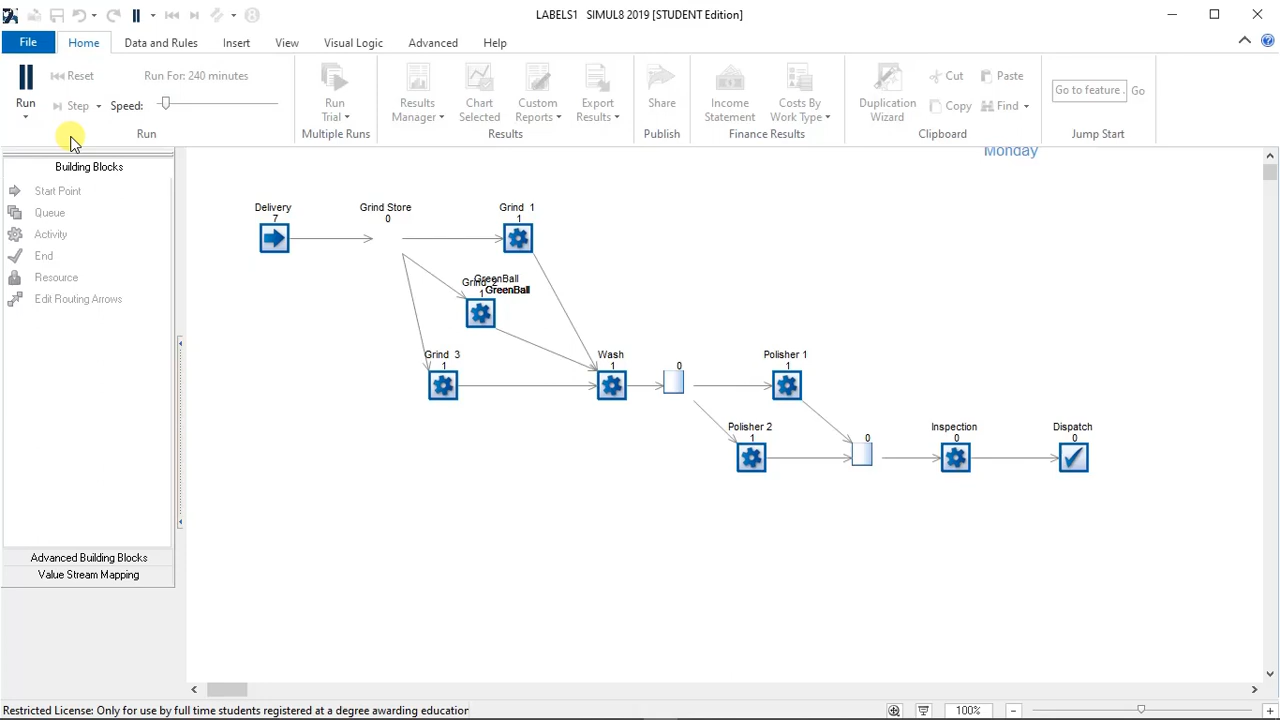 LABELS1 SIMUL8 2019 [STUDENT Edition]
File Home Data and Rules Insert View Visual Logic Advanced Help
Run
Reset
Run For: 240 minutes
Step
Speed:
Run
Run Trial
Multiple Runs
Results Manager
Chart Selected
Custom Reports
Export Results
Results
Share
Publish
Income Statement
Costs By Work Type
Finance Results
Duplication Wizard
Cut
Paste
Copy
Find
Clipboard
Go to feature .
Go
Jump Start
Building Blocks
Start Point
Queue
Activity
End
Resource
Edit Routing Arrows
Advanced Building Blocks
Value Stream Mapping
Monday
Delivery
7
Grind Store
0
Grind 1
1
Grind 2
1
GreenBall
GreenBall
Grind 3
1
Wash
1
0
Polisher 1
1
Polisher 2
1
0
Inspection
0
Dispatch
0
Restricted License: Only for use by full time students registered at a degree awarding education
100%